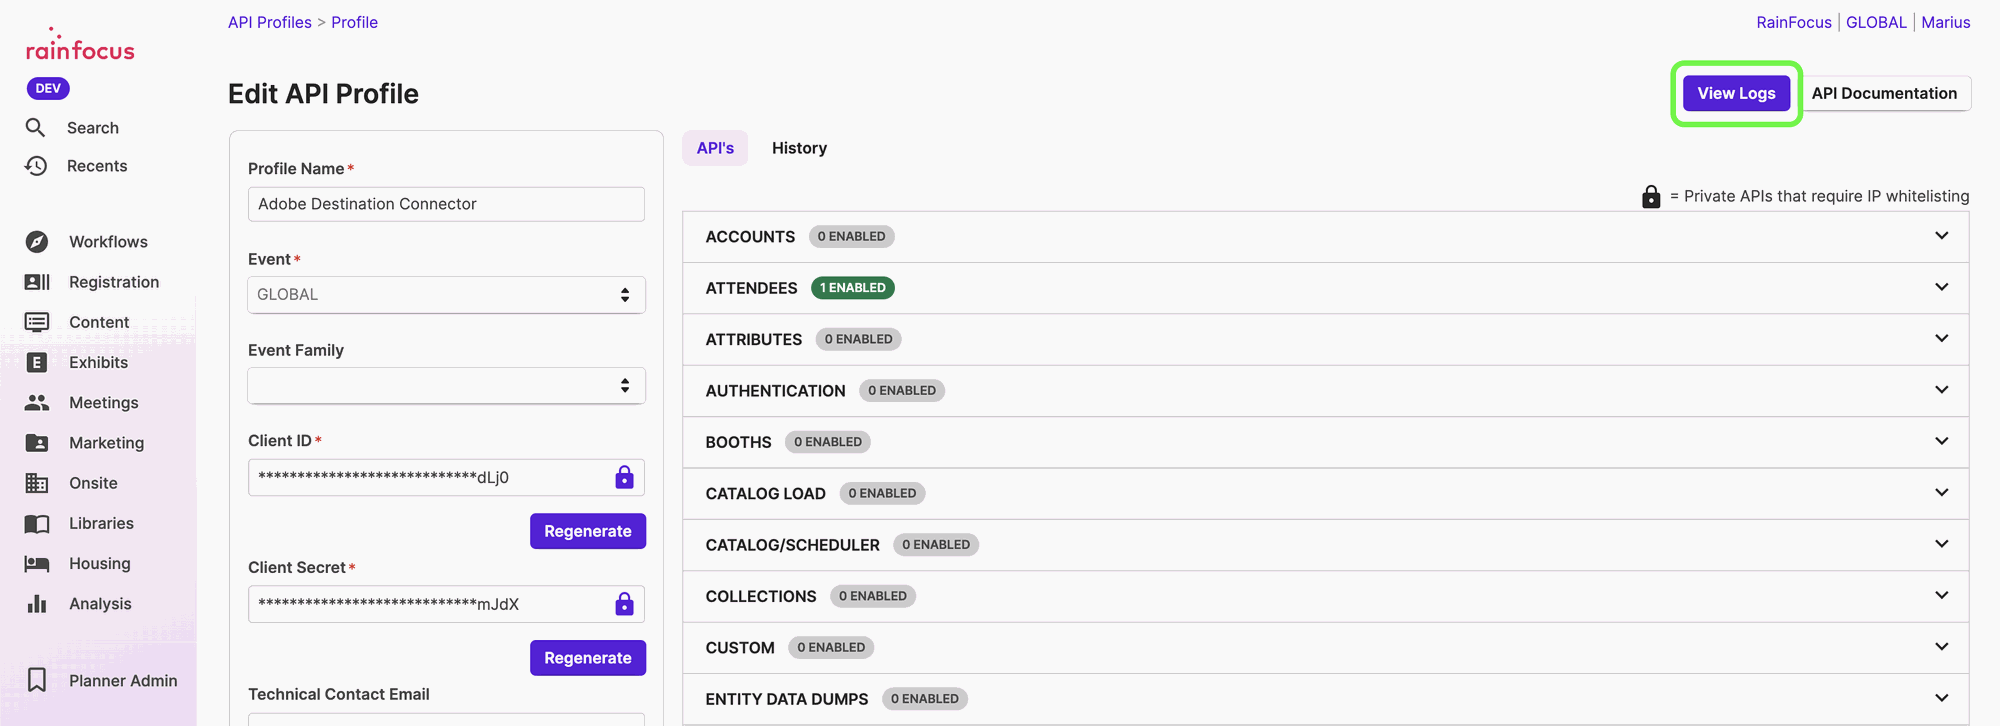 API Profiles > Profile
RainFocus | GLOBAL | Marius
rainfocus
DEV
Search
Recents
Workflows
Registration
Content
E Exhibits
Meetings
Marketing
Onsite
Libraries
Housing
Analysis
Planner Admin
Edit API Profile
View Logs
API Documentation
Profile Name*
Adobe Destination Connector
Event*
GLOBAL
Event Family
Client ID*
****************************dLj0
Regenerate
Client Secret*
****************************mJdX
Regenerate
Technical Contact Email
API's
History
= Private APIs that require IP whitelisting
ACCOUNTS 0 ENABLED
ATTENDEES 1 ENABLED
ATTRIBUTES 0 ENABLED
AUTHENTICATION 0 ENABLED
BOOTHS 0 ENABLED
CATALOG LOAD 0 ENABLED
CATALOG/SCHEDULER 0 ENABLED
COLLECTIONS 0 ENABLED
CUSTOM 0 ENABLED
ENTITY DATA DUMPS 0 ENABLED